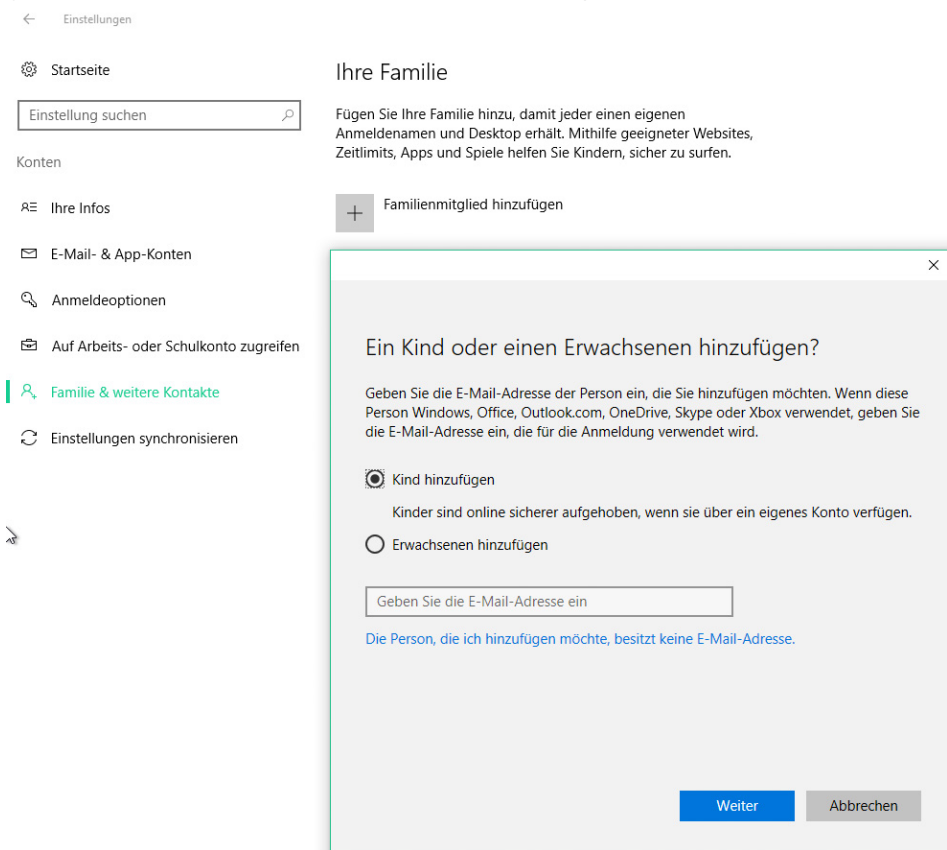 Einstellungen
Startseite
Einstellung suchen
Konten
Ihre Infos
E-Mail- & App-Konten
Anmeldeoptionen
Auf Arbeits- oder Schulkonto zugreifen
Familie & weitere Kontakte
Einstellungen synchronisieren
Ihre Familie
Fügen Sie Ihre Familie hinzu, damit jeder einen eigenen
Anmeldenamen und Desktop erhält. Mithilfe geeigneter Websites,
Zeitlimits, Apps und Spiele helfen Sie Kindern, sicher zu surfen.
Familienmitglied hinzufügen
Ein Kind oder einen Erwachsenen hinzufügen?
Geben Sie die E-Mail-Adresse der Person ein, die Sie hinzufügen möchten. Wenn diese
Person Windows, Office, Outlook.com, OneDrive, Skype oder Xbox verwendet, geben Sie
die E-Mail-Adresse ein, die für die Anmeldung verwendet wird.
Kind hinzufügen
Kinder sind online sicherer aufgehoben, wenn sie über ein eigenes Konto verfügen.
Erwachsenen hinzufügen
Geben Sie die E-Mail-Adresse ein
Die Person, die ich hinzufügen möchte, besitzt keine E-Mail-Adresse.
Weiter
Abbrechen